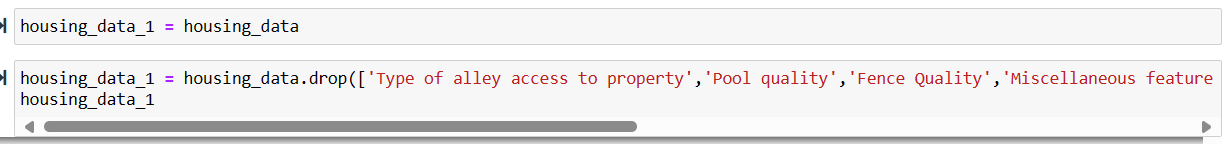 housing_data_1 = housing_data
housing_data_1 = housing_data.drop(['Type of alley access to property','Pool quality','Fence Quality','Miscellaneous feature
housing_data_1